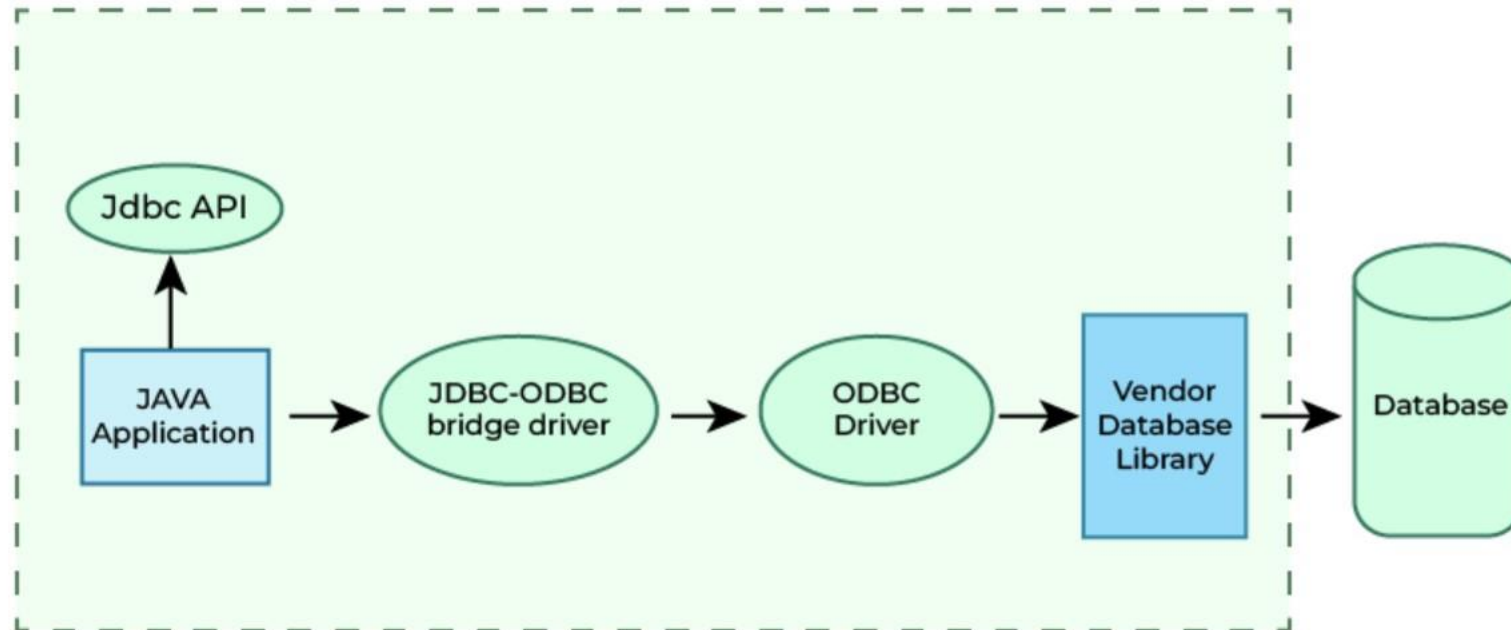 Jdbc API
JAVA
Application
JDBC-ODBC
bridge driver
ODBC
Driver
Vendor
Database
Library
Database